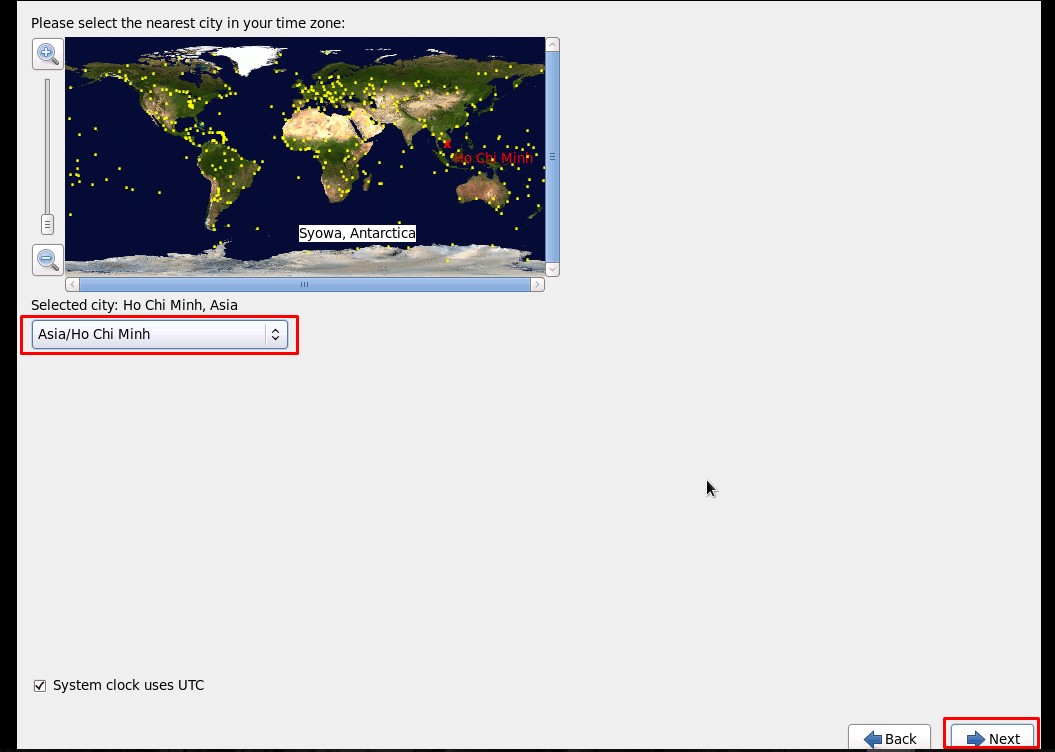 Please select the nearest city in your time zone:
Ho Chi Minh
Syowa, Antarctica
Selected city: Ho Chi Minh, Asia
Asia/Ho Chi Minh
System clock uses UTC
Back
Next